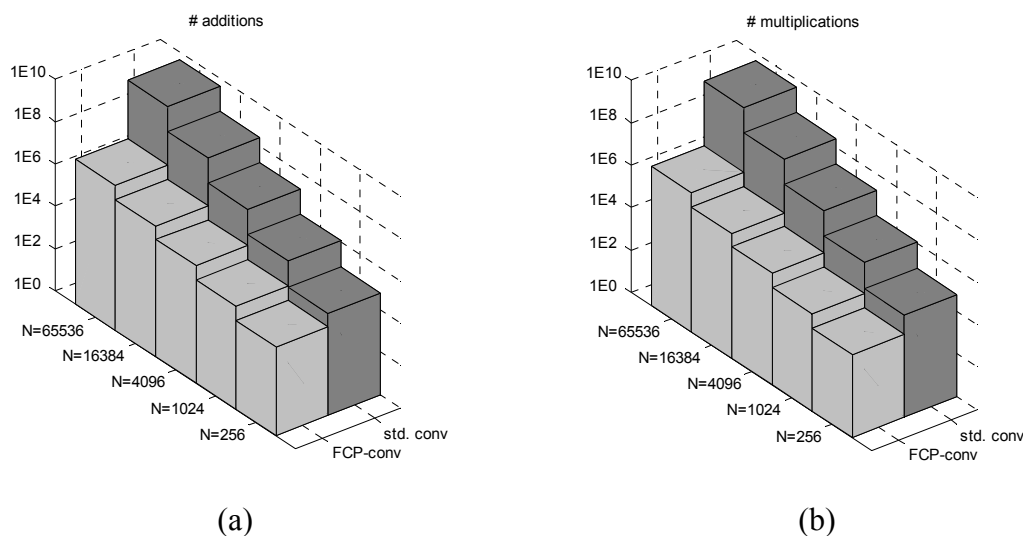 # additions
1E10
1E8
1E6
1E4
1E2
1E0
N=65536
N=16384
N=4096
N=1024
N=256
std. conv
FCP-conv
(a)
# multiplications
1E10
1E8
1E6
1E4
1E2
1E0
N=65536
N=16384
N=4096
N=1024
N=256
std. conv
FCP-conv
(b)